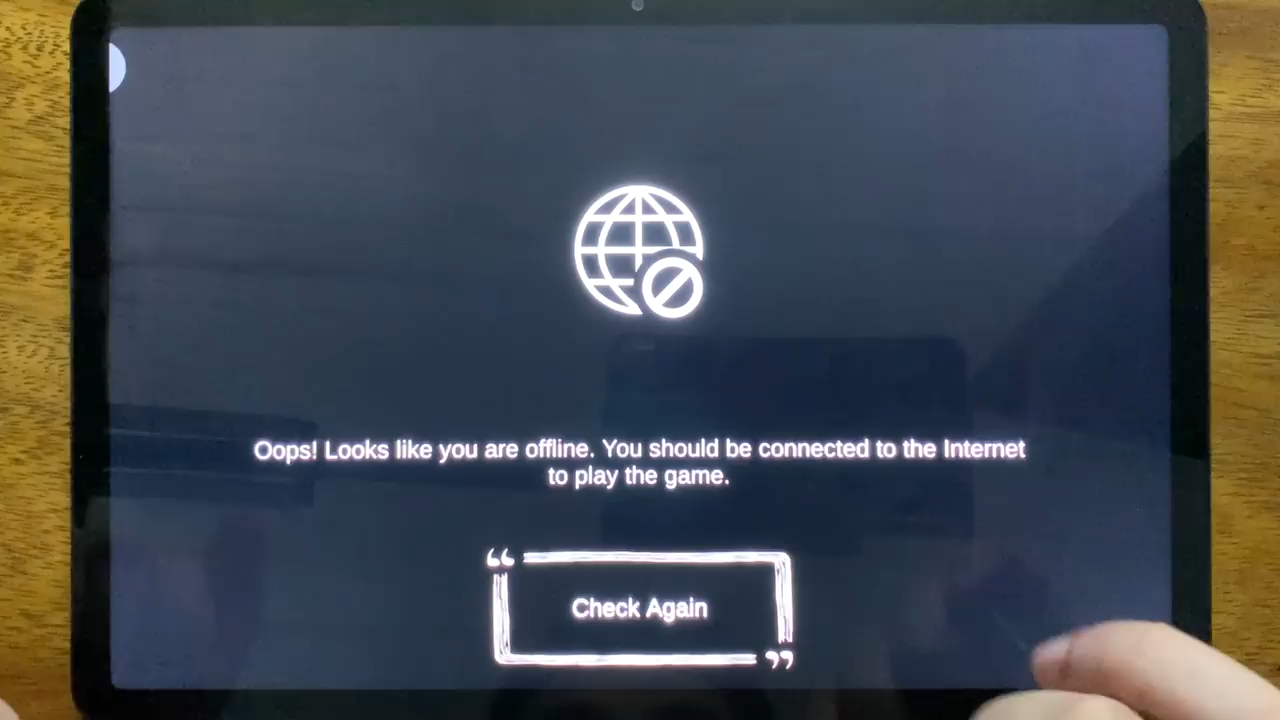 Oops! Looks like you are offline. You should be connected to the Internet
to play the game.
Check Again